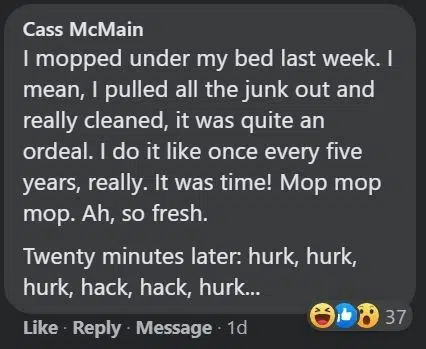 Cass McMain
I mopped under my bed last week. I
mean, I pulled all the junk out and
really cleaned, it was quite an
ordeal. I do it like once every five
years, really. It was time! Mop mop
mop. Ah, so fresh.
Twenty minutes later: hurk, hurk,
hurk, hack, hack, hurk...
37
Like · Reply · Message · 1d